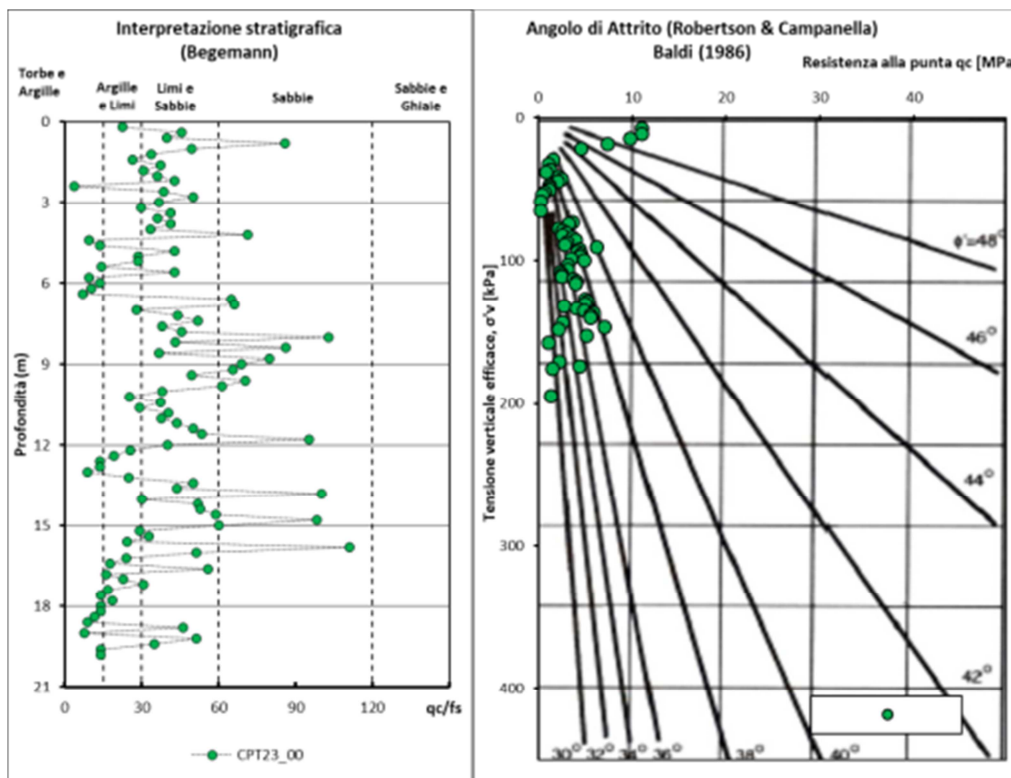 Interpretazione stratigrafica
(Begemann)
Torbe e
Argille
Argille
e Limi
Limi e
Sabbie
Sabbie
Sabbie e
Ghiaie
0
3
6
9
12
15
18
21
Profondità (m)
0
30
60
90
120
qc/fs
CPT23_00
Angolo di Attrito (Robertson & Campanella)
Baldi (1986)
Resistenza alla punta qc [MPa
0
10
20
30
40
0
100
200
300
400
Tensione verticale efficace, σ'v [kPa]
ϕ'=48°
46°
44°
42°
30°
32°
34°
36°
38°
40°